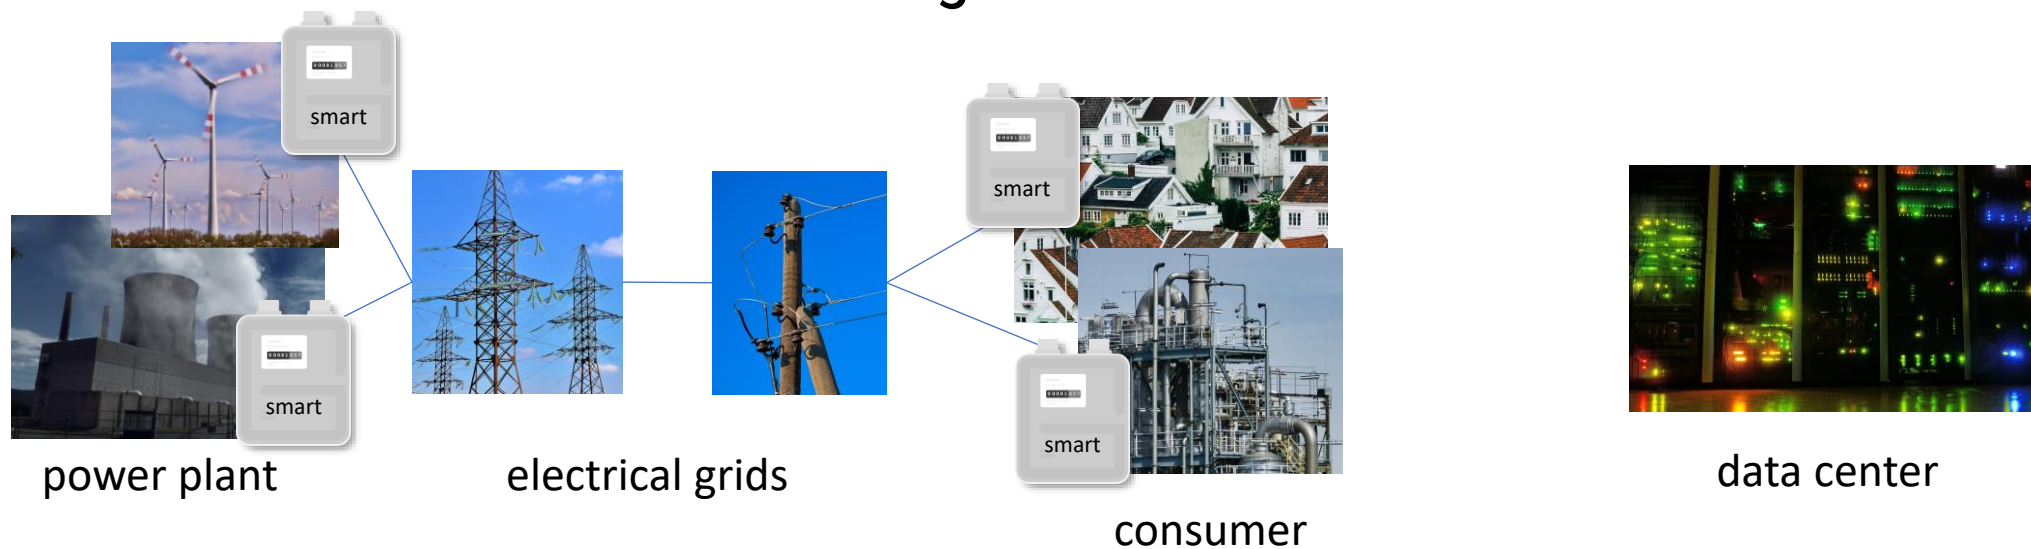 g
smart
smart
smart
smart
power plant
electrical grids
consumer
data center